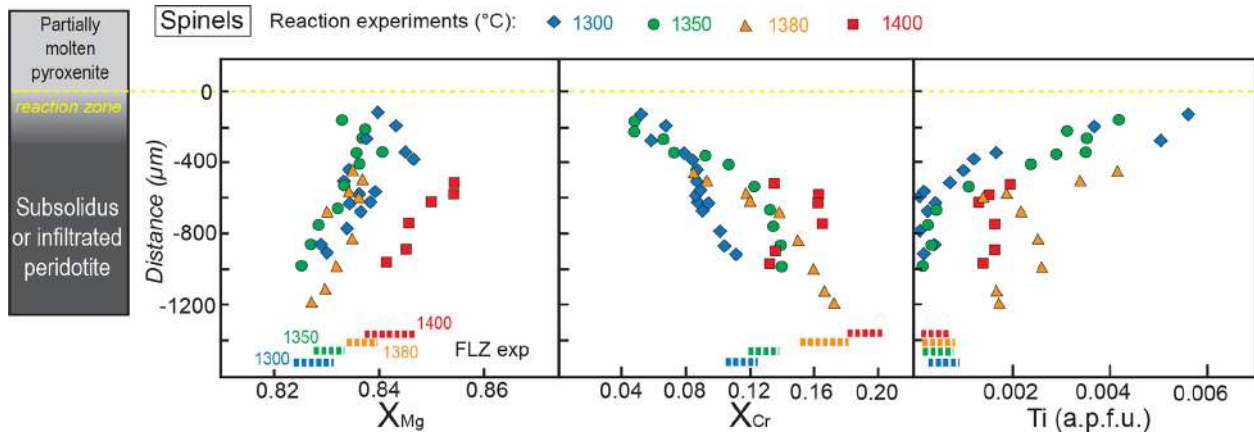 Partially
molten
pyroxenite
reaction zone
Subsolidus
or infiltrated
peridotite
Spinels
Reaction experiments (°C): 1300 1350 1380 1400
Distance (µm)
0
-400
-800
-1200
1400
1350
1380
1300
FLZ exp
0.82 0.84 0.86
XMg
0.04 0.08 0.12 0.16 0.20
XCr
0.002 0.004 0.006
Ti (a.p.f.u.)